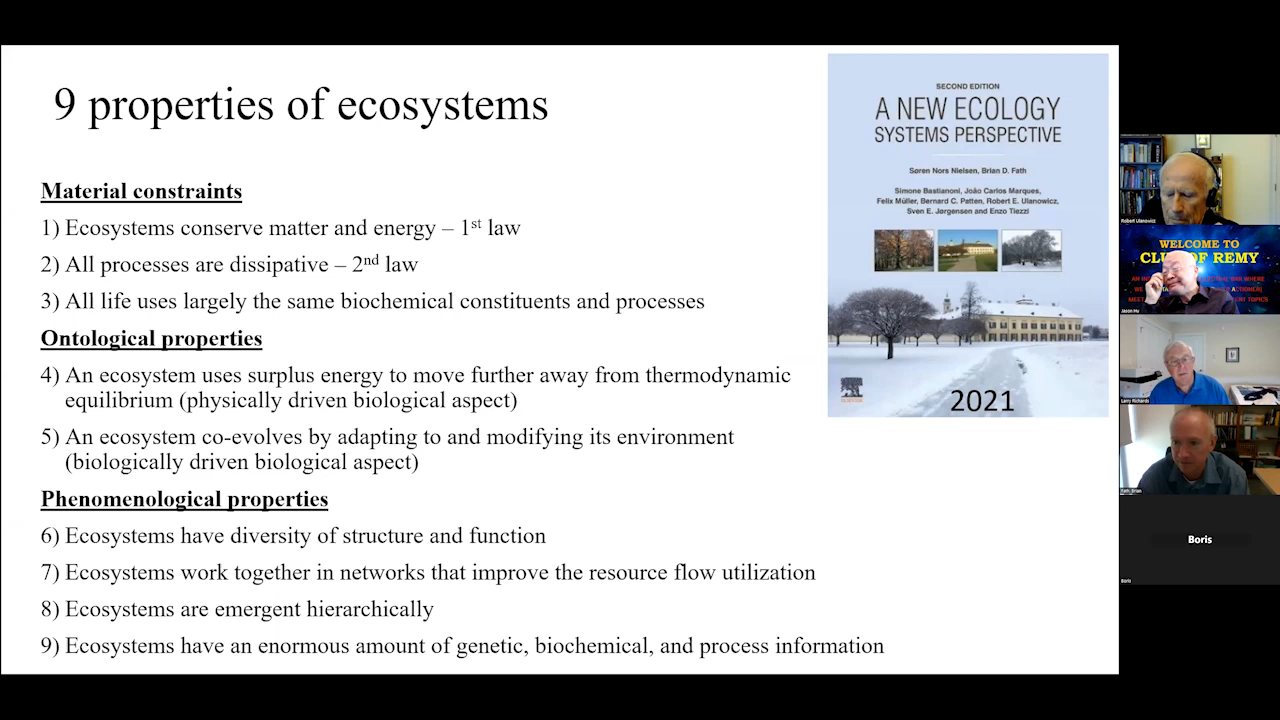 9 properties of ecosystems
Material constraints
1) Ecosystems conserve matter and energy – 1st law
2) All processes are dissipative – 2nd law
3) All life uses largely the same biochemical constituents and processes
Ontological properties
4) An ecosystem uses surplus energy to move further away from thermodynamic
equilibrium (physically driven biological aspect)
5) An ecosystem co-evolves by adapting to and modifying its environment
(biologically driven biological aspect)
Phenomenological properties
6) Ecosystems have diversity of structure and function
7) Ecosystems work together in networks that improve the resource flow utilization
8) Ecosystems are emergent hierarchically
9) Ecosystems have an enormous amount of genetic, biochemical, and process information
SECOND EDITION
A NEW ECOLOGY
SYSTEMS PERSPECTIVE
Søren Nors Nielsen, Brian D. Fath
Simone Bastianoni, João Carlos Marques,
Felix Müller, Bernard C. Patten, Robert E. Ulanowicz,
Sven E. Jørgensen and Enzo Tiezzi
ELSEVIER
2021
Robert Ulanowicz
WELCOME TO
OF REMY
Jason Hu
Larry Richards
Fath, Brian
Boris
Boris